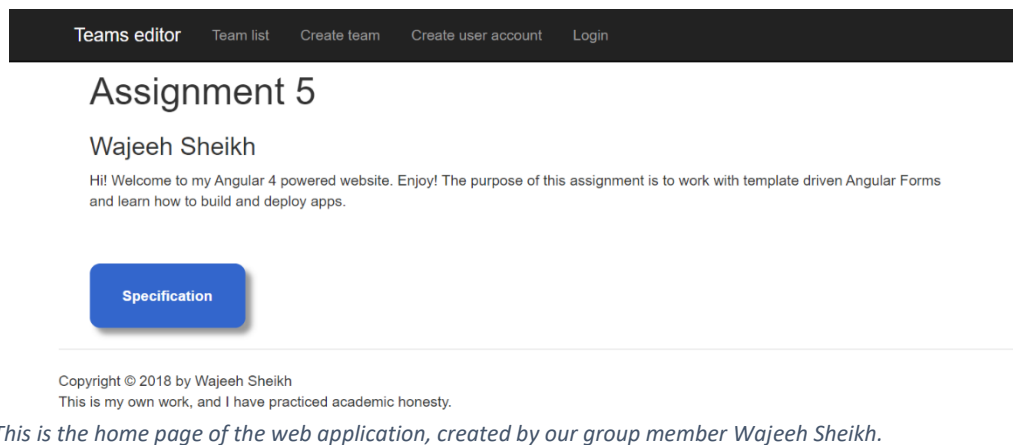 Teams editor Team list Create team Create user account Login
Assignment 5
Wajeeh Sheikh
Hi! Welcome to my Angular 4 powered website. Enjoy! The purpose of this assignment is to work with template driven Angular Forms
and learn how to build and deploy apps.
Specification
Copyright © 2018 by Wajeeh Sheikh
This is my own work, and I have practiced academic honesty.
This is the home page of the web application, created by our group member Wajeeh Sheikh.